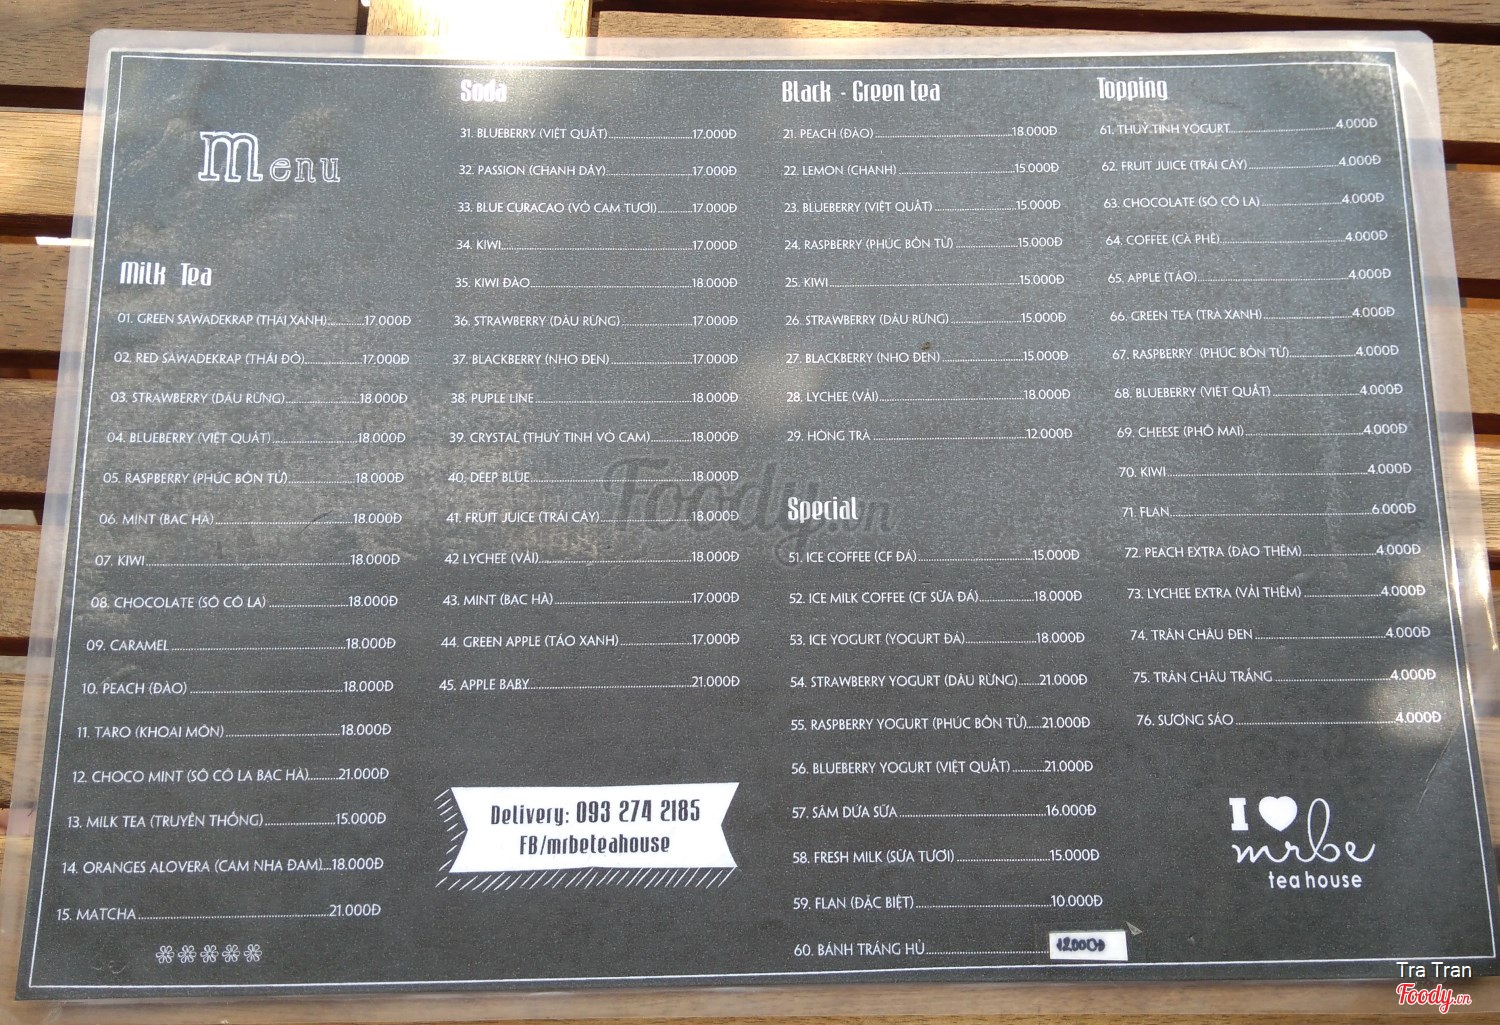 Menu
Milk Tea
01. GREEN SAWADEKRAP (THÁI XANH)..........17.000Đ
02. RED SAWADEKRAP (THÁI ĐỎ)..........17.000Đ
03. STRAWBERRY (DÂU RỪNG)..........18.000Đ
04. BLUEBERRY (VIỆT QUẤT)..........18.000Đ
05. RASPBERRY (PHÚC BỒN TỬ)..........18.000Đ
06. MINT (BẠC HÀ)..........18.000Đ
07. KIWI..........18.000Đ
08. CHOCOLATE (SÔ CÔ LA)..........18.000Đ
09. CARAMEL..........18.000Đ
10. PEACH (ĐÀO)..........18.000Đ
11. TARO (KHOAI MÔN)..........18.000Đ
12. CHOCO MINT (SÔ CÔ LA BẠC HÀ)..........21.000Đ
13. MILK TEA (TRUYỀN THỐNG)..........15.000Đ
14. ORANGES ALOVERA (CAM NHA ĐAM)..........18.000Đ
15. MATCHA..........21.000Đ
Soda
31. BLUEBERRY (VIỆT QUẤT)..........17.000Đ
32. PASSION (CHANH DÂY)..........17.000Đ
33. BLUE CURACAO (VỎ CAM TƯƠI)..........17.000Đ
34. KIWI..........17.000Đ
35. KIWI ĐÀO..........18.000Đ
36. STRAWBERRY (DÂU RỪNG)..........17.000Đ
37. BLACKBERRY (NHO ĐEN)..........17.000Đ
38. PUPLE LINE..........18.000Đ
39. CRYSTAL (THUỶ TINH VỎ CAM)..........18.000Đ
40. DEEP BLUE..........18.000Đ
41. FRUIT JUICE (TRÁI CÂY)..........18.000Đ
42 LYCHEE (VẢI)..........18.000Đ
43. MINT (BẠC HÀ)..........17.000Đ
44. GREEN APPLE (TÁO XANH)..........17.000Đ
45. APPLE BABY..........21.000Đ
Delivery: 093 274 2185
FB/mrbeteahouse
Black - Green tea
21. PEACH (ĐÀO)..........18.000Đ
22. LEMON (CHANH)..........15.000Đ
23. BLUEBERRY (VIỆT QUẤT)..........15.000Đ
24. RASPBERRY (PHÚC BỒN TỬ)..........15.000Đ
25. KIWI..........15.000Đ
26. STRAWBERRY (DÂU RỪNG)..........15.000Đ
27. BLACKBERRY (NHO ĐEN)..........15.000Đ
28. LYCHEE (VẢI)..........18.000Đ
29. HỒNG TRÀ..........12.000Đ
Special
51. ICE COFFEE (CF ĐÁ)..........15.000Đ
52. ICE MILK COFFEE (CF SỮA ĐÁ)..........18.000Đ
53. ICE YOGURT (YOGURT ĐÁ)..........18.000Đ
54. STRAWBERRY YOGURT (DÂU RỪNG)..........21.000Đ
55. RASPBERRY YOGURT (PHÚC BỒN TỬ)..........21.000Đ
56. BLUEBERRY YOGURT (VIỆT QUẤT)..........21.000Đ
57. SÂM DỨA SỮA..........16.000Đ
58. FRESH MILK (SỮA TƯƠI)..........15.000Đ
59. FLAN (ĐẶC BIỆT)..........10.000Đ
60. BÁNH TRÁNG HỦ..........12000Đ
Topping
61. THUỶ TINH YOGURT..........4.000Đ
62. FRUIT JUICE (TRÁI CÂY)..........4.000Đ
63. CHOCOLATE (SÔ CÔ LA)..........4.000Đ
64. COFFEE (CÀ PHÊ)..........4.000Đ
65. APPLE (TÁO)..........4.000Đ
66. GREEN TEA (TRÀ XANH)..........4.000Đ
67. RASPBERRY (PHÚC BỒN TỬ)..........4.000Đ
68. BLUEBERRY (VIỆT QUẤT)..........4.000Đ
69. CHEESE (PHÔ MAI)..........4.000Đ
70. KIWI..........4.000Đ
71. FLAN..........6.000Đ
72. PEACH EXTRA (ĐÀO THÊM)..........4.000Đ
73. LYCHEE EXTRA (VẢI THÊM)..........4.000Đ
74. TRÂN CHÂU ĐEN..........4.000Đ
75. TRÂN CHÂU TRẮNG..........4.000Đ
76. SƯƠNG SÁO..........4.000Đ
I mrbe
tea house
Foody.vn
Tra Tran
Foody.vn